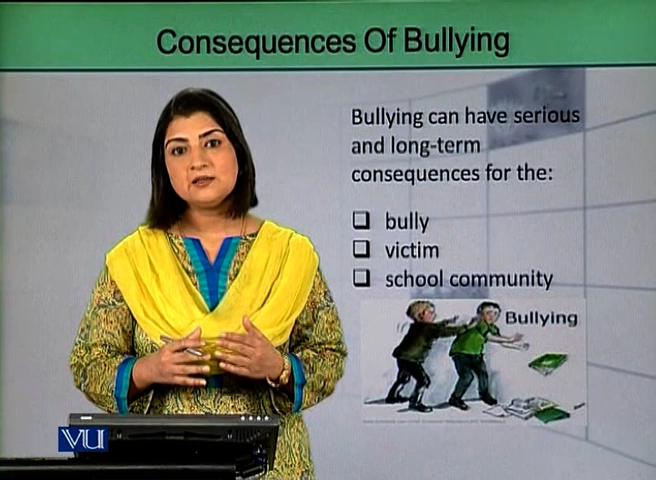 Consequences Of Bullying
Bullying can have serious
and long-term
consequences for the:
bully
victim
school community
Bullying
VU